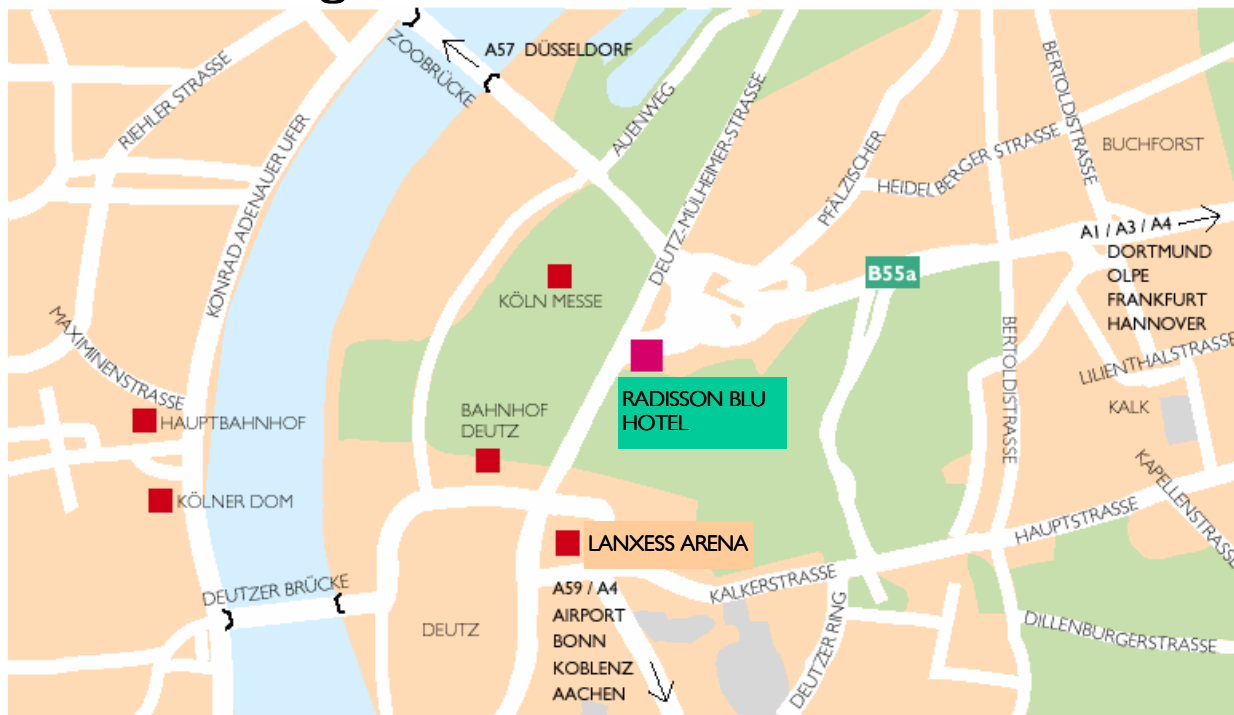 A57 DÜSSELDORF
ZOOBRÜCKE
RIEHLER STRASSE
KONRAD ADENAUER UFER
AUENWEG
DEUTZ-MÜLHEIMER-STRASSE
PFÄLZISCHER
BERTOLDISTRASSE
HEIDELBERGER STRASSE
BUCHFORST
A1 / A3 / A4
DORTMUND
OLPE
FRANKFURT
HANNOVER
B55a
KÖLN MESSE
MAXIMINENSTRASSE
HAUPTBAHNHOF
KÖLNER DOM
BAHNHOF
DEUTZ
RADISSON BLU
HOTEL
BERTOLDISTRASSE
LILIENTHALSTRASSE
KALK
KAPELLENSTRASSE
HAUPTSTRASSE
LANXESS ARENA
KALKERSTRASSE
DEUTZER BRÜCKE
DEUTZ
A59 / A4
AIRPORT
BONN
KOBLENZ
AACHEN
DEUTZER RING
DILLENBURGERSTRASSE